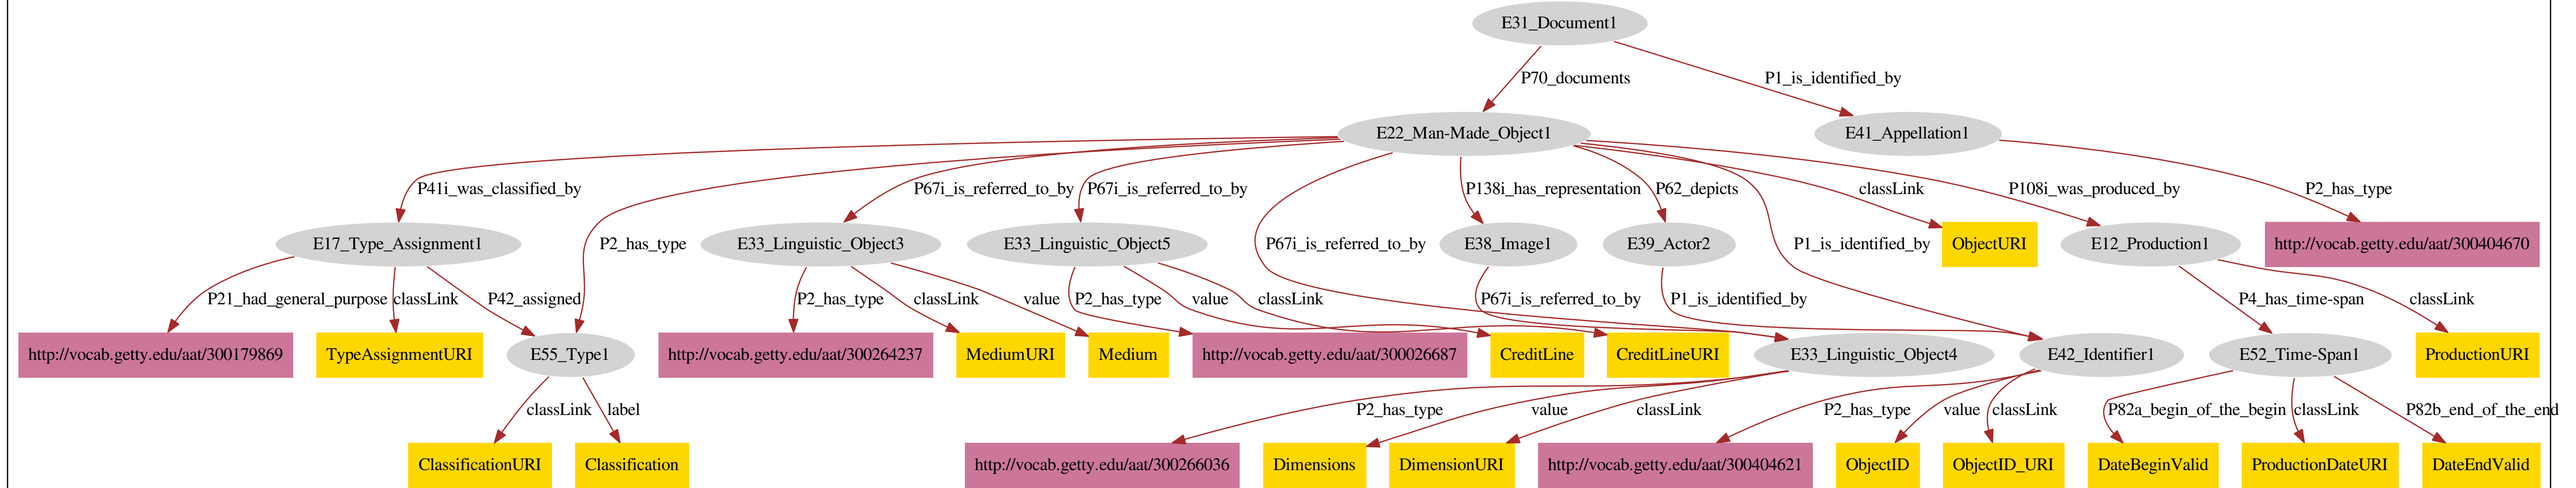 E31_Document1
P70_documents
P1_is_identified_by
E22_Man-Made_Object1
E41_Appellation1
P41i_was_classified_by
P2_has_type
P67i_is_referred_to_by
P67i_is_referred_to_by
P67i_is_referred_to_by
P138i_has_representation
P62_depicts
P1_is_identified_by
classLink
P108i_was_produced_by
P2_has_type
E17_Type_Assignment1
E33_Linguistic_Object3
E33_Linguistic_Object5
E38_Image1
E39_Actor2
ObjectURI
E12_Production1
http://vocab.getty.edu/aat/300404670
P21_had_general_purpose
classLink
P42_assigned
P2_has_type
classLink
value
P2_has_type
value
classLink
P67i_is_referred_to_by
P1_is_identified_by
P4_has_time-span
classLink
http://vocab.getty.edu/aat/300179869
TypeAssignmentURI
E55_Type1
http://vocab.getty.edu/aat/300264237
MediumURI
Medium
http://vocab.getty.edu/aat/300026687
CreditLine
CreditLineURI
E33_Linguistic_Object4
E42_Identifier1
E52_Time-Span1
ProductionURI
classLink
label
P2_has_type
value
classLink
P2_has_type
value
classLink
P82a_begin_of_the_begin
classLink
P82b_end_of_the_end
ClassificationURI
Classification
http://vocab.getty.edu/aat/300266036
Dimensions
DimensionURI
http://vocab.getty.edu/aat/300404621
ObjectID
ObjectID_URI
DateBeginValid
ProductionDateURI
DateEndValid